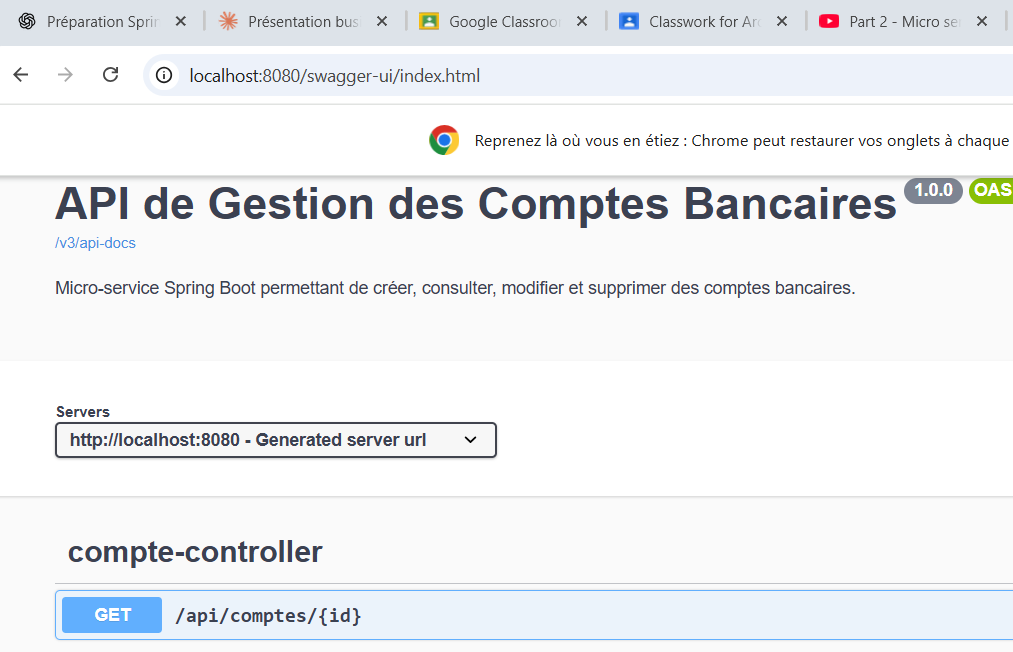 Préparation Sprin
Présentation bus
Google Classroo
Classwork for Ar
Part 2 - Micro se
localhost:8080/swagger-ui/index.html
Reprenez là où vous en étiez : Chrome peut restaurer vos onglets à chaque
API de Gestion des Comptes Bancaires 1.0.0 OAS
/v3/api-docs
Micro-service Spring Boot permettant de créer, consulter, modifier et supprimer des comptes bancaires.
Servers
http://localhost:8080 - Generated server url
compte-controller
GET /api/comptes/{id}